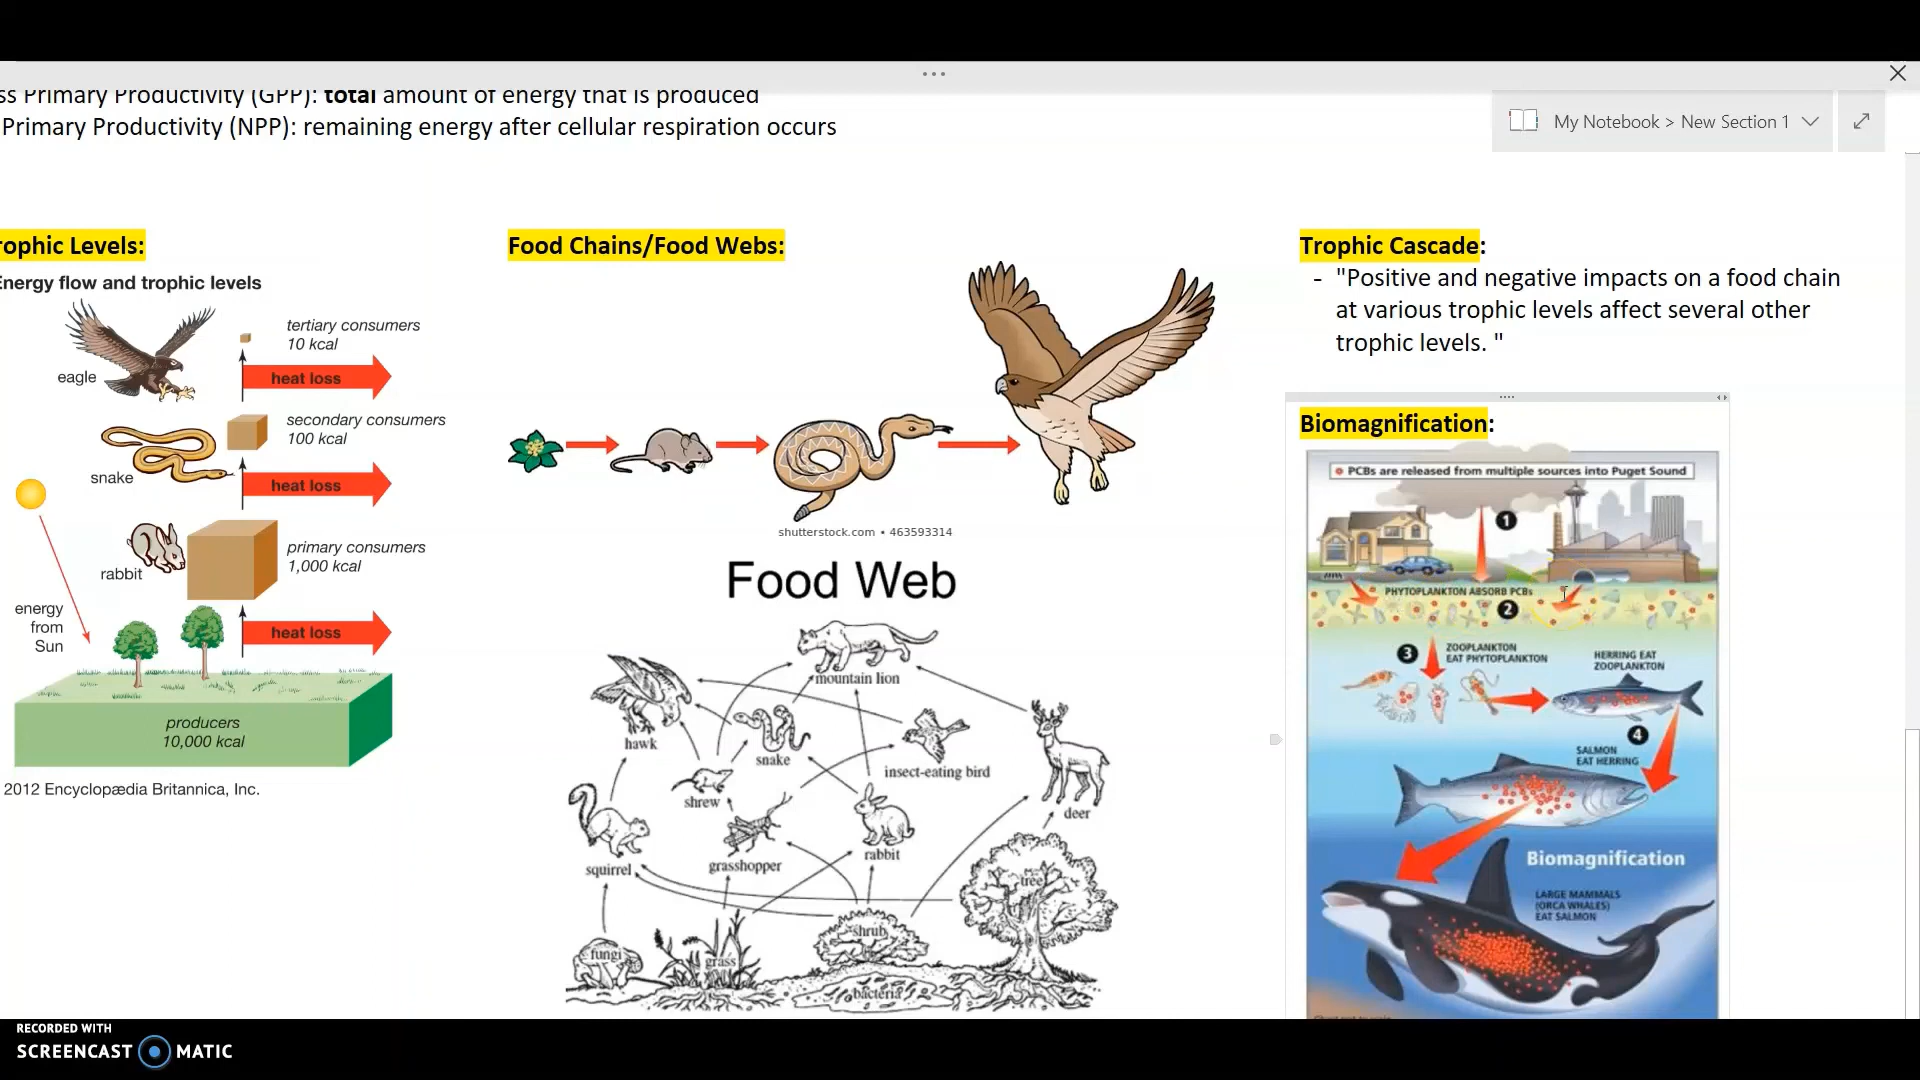 ss Primary Productivity (GPP): total amount of energy that is produced
Primary Productivity (NPP): remaining energy after cellular respiration occurs
My Notebook > New Section 1
rophic Levels:
Energy flow and trophic levels
eagle
tertiary consumers
10 kcal
heat loss
snake
secondary consumers
100 kcal
heat loss
rabbit
primary consumers
1,000 kcal
energy
from
Sun
heat loss
producers
10,000 kcal
2012 Encyclopædia Britannica, Inc.
Food Chains/Food Webs:
shutterstock.com • 463593314
Food Web
mountain lion
hawk
snake
insect-eating bird
shrew
deer
squirrel
grasshopper
rabbit
tree
fungi
grass
shrub
bacteria
Trophic Cascade:
- "Positive and negative impacts on a food chain
at various trophic levels affect several other
trophic levels. "
Biomagnification:
PCBs are released from multiple sources into Puget Sound
1
PHYTOPLANKTON ABSORB PCBs
2
3
ZOOPLANKTON
EAT PHYTOPLANKTON
HERRING EAT
ZOOPLANKTON
4
SALMON
EAT HERRING
Biomagnification
LARGE MAMMALS
(ORCA WHALES)
EAT SALMON
RECORDED WITH
SCREENCAST MATIC